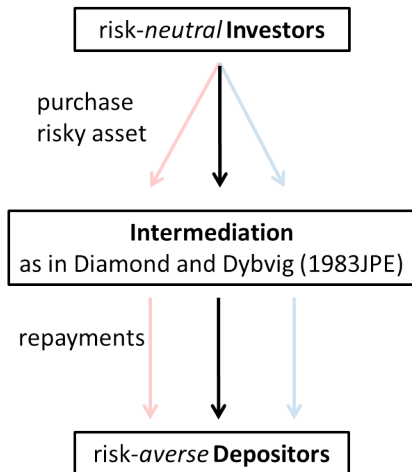 risk-neutral Investors
purchase
risky asset
Intermediation
as in Diamond and Dybvig (1983JPE)
repayments
risk-averse Depositors